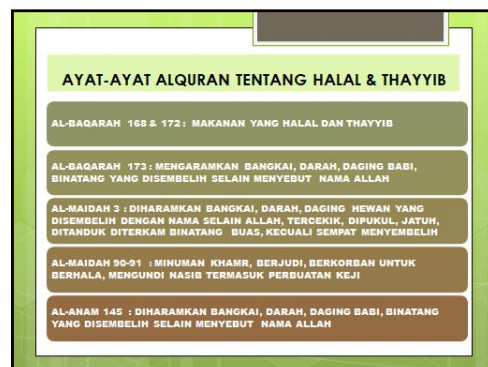 AYAT-AYAT ALQURAN TENTANG HALAL & THAYYIB
AL-BAQARAH 168 & 172 : MAKANAN YANG HALAL DAN THAYYIB
AL-BAQARAH 173 : MENGARAMKAN BANGKAI, DARAH, DAGING BABI,
BINATANG YANG DISEMBELIH SELAIN MENYEBUT NAMA ALLAH
AL-MAIDAH 3 : DIHARAMKAN BANGKAI, DARAH, DAGING HEWAN YANG
DISEMBELIH DENGAN NAMA SELAIN ALLAH, TERCEKIK, DIPUKUL, JATUH,
DITANDUK DITERKAM BINATANG BUAS, KECUALI SEMPAT MENYEMBELIH
AL-MAIDAH 90-91 : MINUMAN KHAMR, BERJUDI, BERKORBAN UNTUK
BERHALA, MENGUNDI NASIB TERMASUK PERBUATAN KEJI
AL-ANAM 145 : DIHARAMKAN BANGKAI, DARAH, DAGING BABI, BINATANG
YANG DISEMBELIH SELAIN MENYEBUT NAMA ALLAH